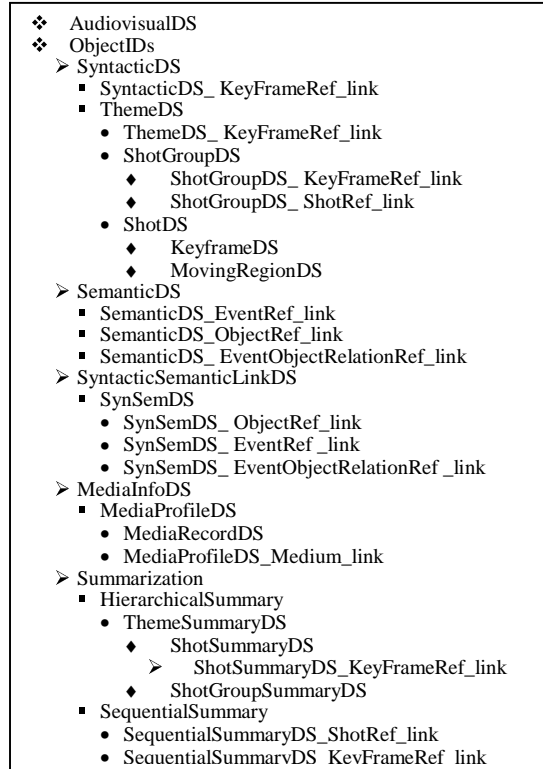 ❖ AudiovisualDS
❖ ObjectIDs
➢ SyntacticDS
▪ SyntacticDS_ KeyFrameRef_link
▪ ThemeDS
• ThemeDS_ KeyFrameRef_link
• ShotGroupDS
♦ ShotGroupDS_ KeyFrameRef_link
♦ ShotGroupDS_ ShotRef_link
• ShotDS
♦ KeyframeDS
♦ MovingRegionDS
➢ SemanticDS
▪ SemanticDS_EventRef_link
▪ SemanticDS_ObjectRef_link
▪ SemanticDS_ EventObjectRelationRef_link
➢ SyntacticSemanticLinkDS
▪ SynSemDS
• SynSemDS_ ObjectRef_link
• SynSemDS_ EventRef _link
• SynSemDS_ EventObjectRelationRef _link
➢ MediaInfoDS
▪ MediaProfileDS
• MediaRecordDS
• MediaProfileDS_Medium_link
➢ Summarization
▪ HierarchicalSummary
• ThemeSummaryDS
♦ ShotSummaryDS
➢ ShotSummaryDS_KeyFrameRef_link
♦ ShotGroupSummaryDS
▪ SequentialSummary
• SequentialSummaryDS_ShotRef_link
• SequentialSummaryDS_KeyFrameRef_link